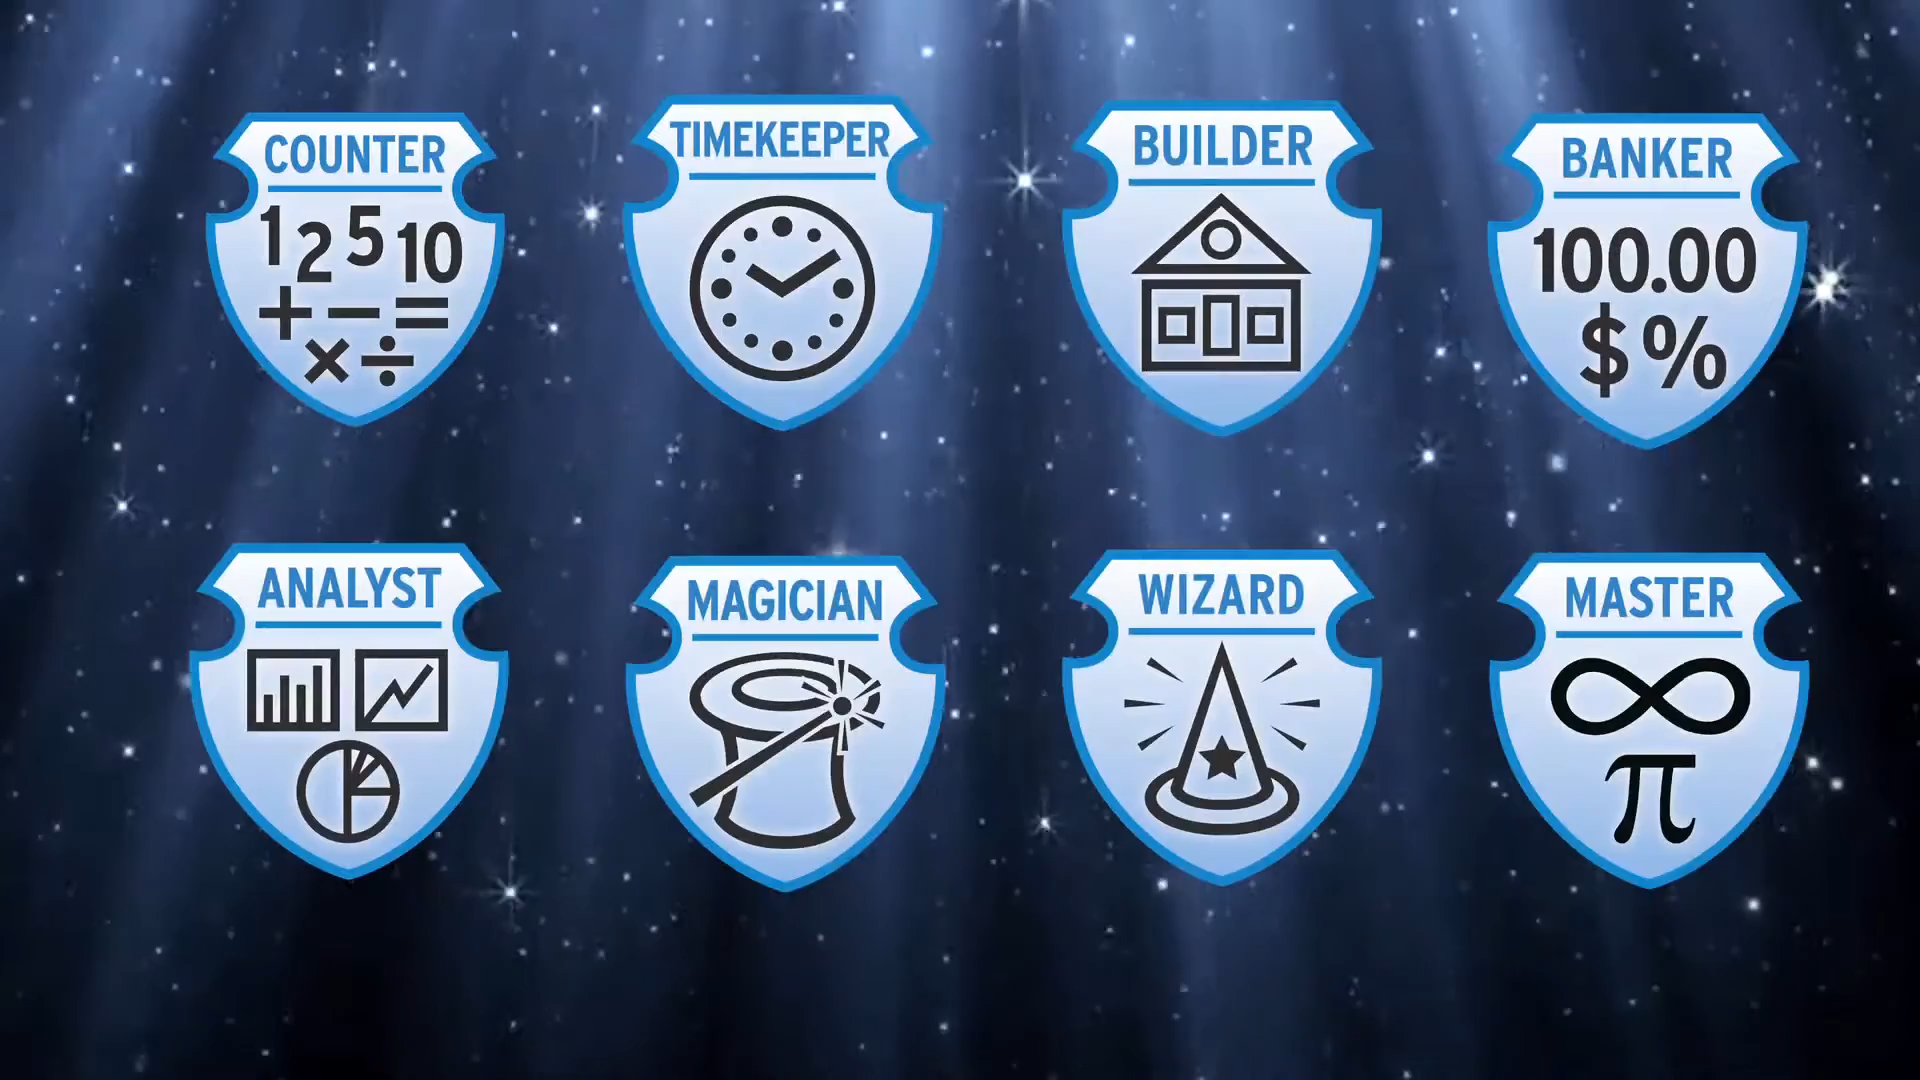 COUNTER
1 2 5 10
+ − =
× ÷
TIMEKEEPER
BUILDER
BANKER
100.00
$ %
ANALYST
MAGICIAN
WIZARD
MASTER
∞
π